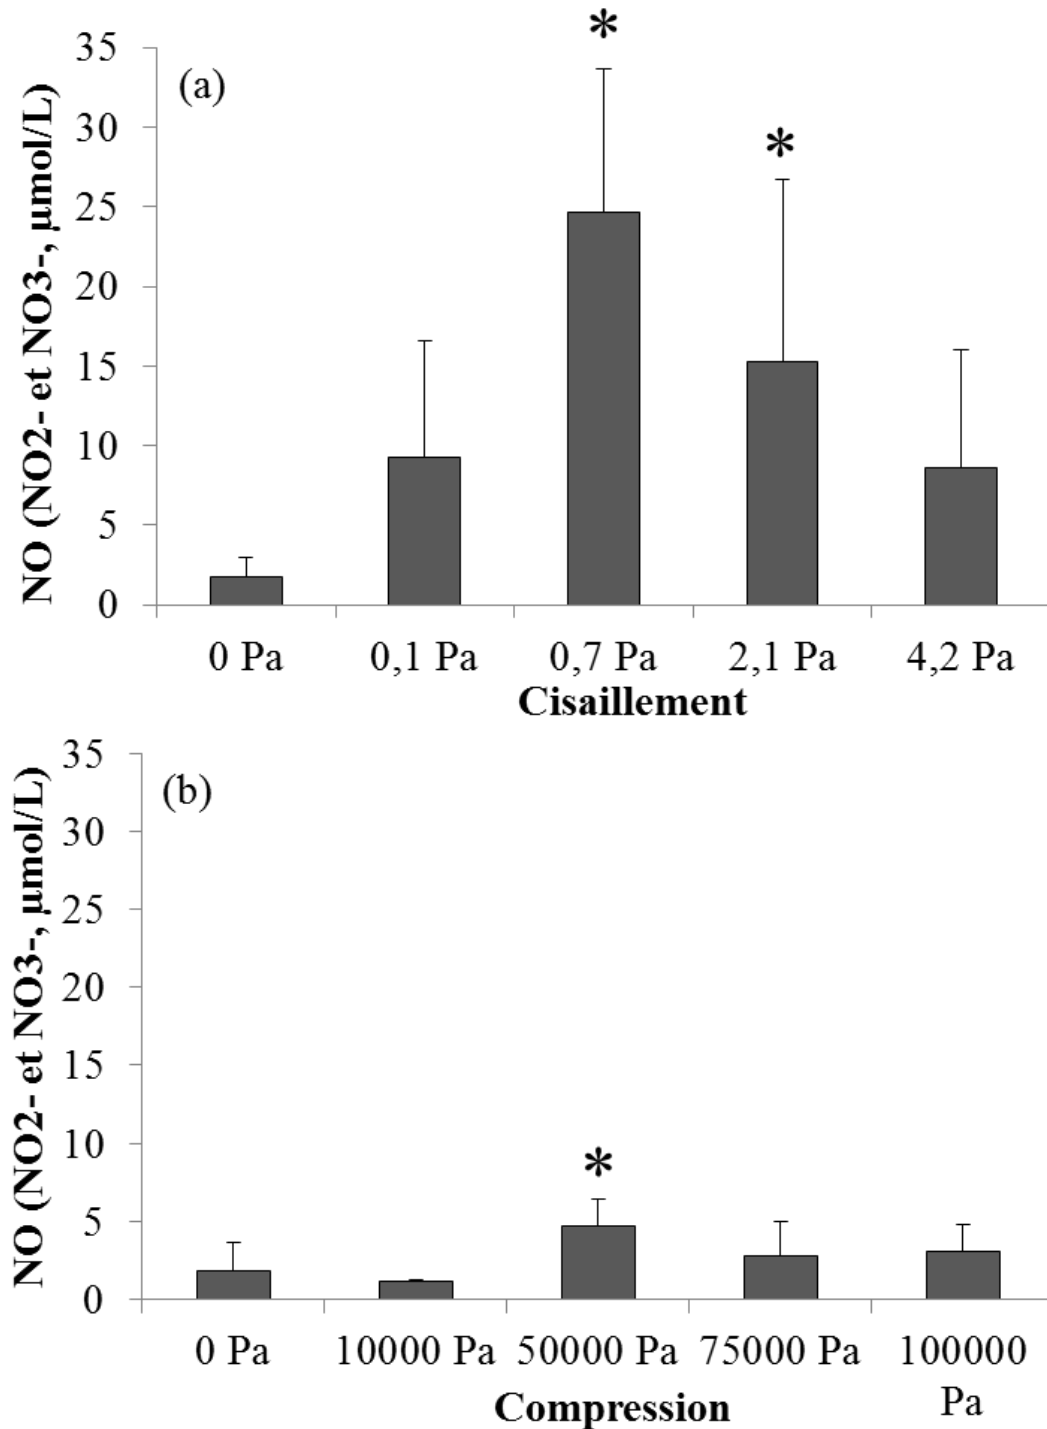 *
35
(a)
30
*
25
20
15
10
5
0
NO (NO2- et NO3-, µmol/L)
0 Pa 0,1 Pa 0,7 Pa 2,1 Pa 4,2 Pa
Cisaillement
35
(b)
30
25
20
15
10
*
5
0
NO (NO2- et NO3-, µmol/L)
0 Pa 10000 Pa 50000 Pa 75000 Pa 100000
Pa
Compression